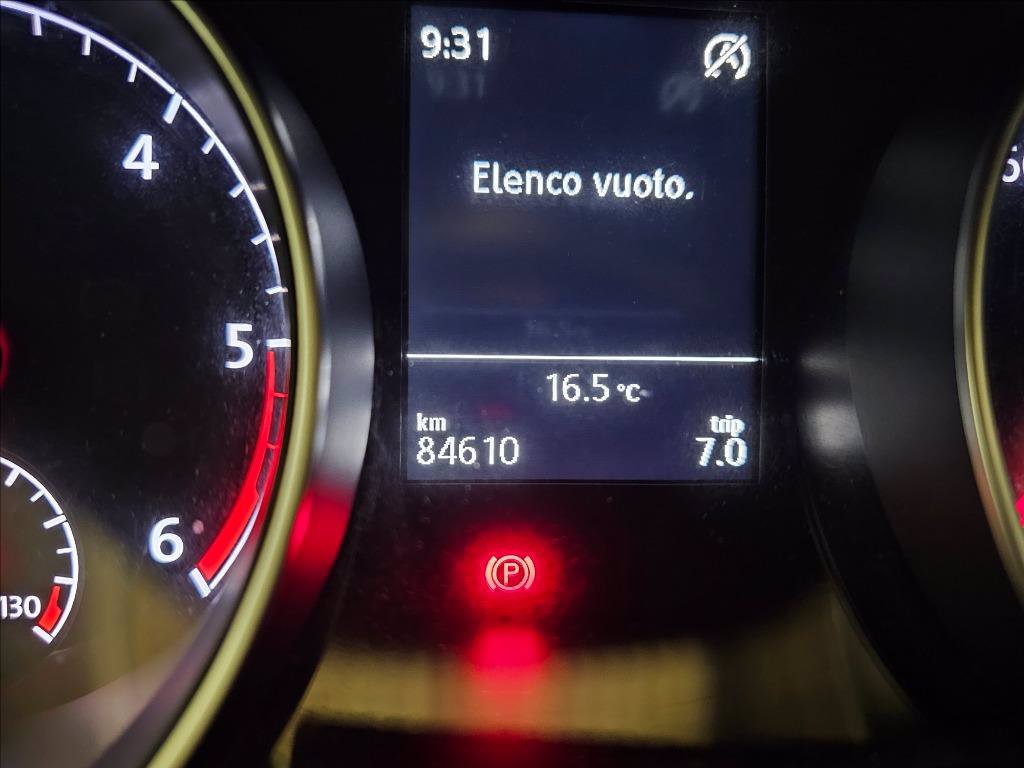 9:31
4
Elenco vuoto.
5
16.5 °C
km
trip
84610
7.0
6
P
130